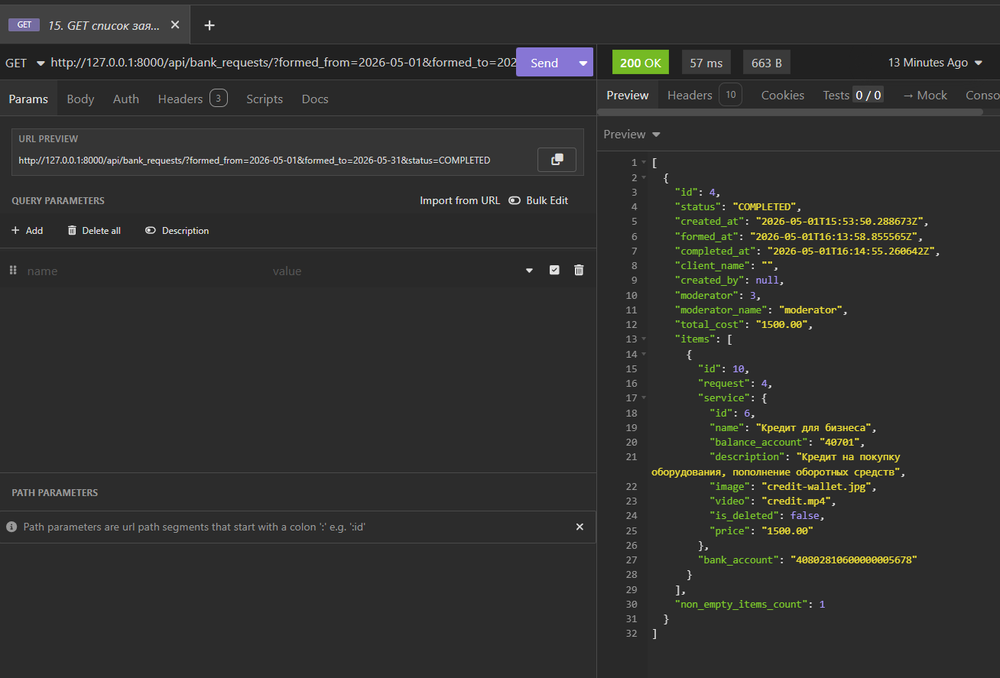 GET 15. GET список зая...
GET http://127.0.0.1:8000/api/bank_requests/?formed_from=2026-05-01&formed_to=202 Send
200 OK 57 ms 663 B 13 Minutes Ago
Params Body Auth Headers 3 Scripts Docs
Preview Headers 10 Cookies Tests 0 / 0 → Mock Conso
URL PREVIEW
http://127.0.0.1:8000/api/bank_requests/?formed_from=2026-05-01&formed_to=2026-05-31&status=COMPLETED
QUERY PARAMETERS Import from URL Bulk Edit
+ Add Delete all Description
name value
PATH PARAMETERS
Path parameters are url path segments that start with a colon ':' e.g. ':id'
Preview
1 [
2 {
3 "id": 4,
4 "status": "COMPLETED",
5 "created_at": "2026-05-01T15:53:50.288673Z",
6 "formed_at": "2026-05-01T16:13:58.855565Z",
7 "completed_at": "2026-05-01T16:14:55.260642Z",
8 "client_name": "",
9 "created_by": null,
10 "moderator": 3,
11 "moderator_name": "moderator",
12 "total_cost": "1500.00",
13 "items": [
14 {
15 "id": 10,
16 "request": 4,
17 "service": {
18 "id": 6,
19 "name": "Кредит для бизнеса",
20 "balance_account": "40701",
21 "description": "Кредит на покупку
оборудования, пополнение оборотных средств",
22 "image": "credit-wallet.jpg",
23 "video": "credit.mp4",
24 "is_deleted": false,
25 "price": "1500.00"
26 },
27 "bank_account": "40802810600000005678"
28 }
29 ],
30 "non_empty_items_count": 1
31 }
32 ]